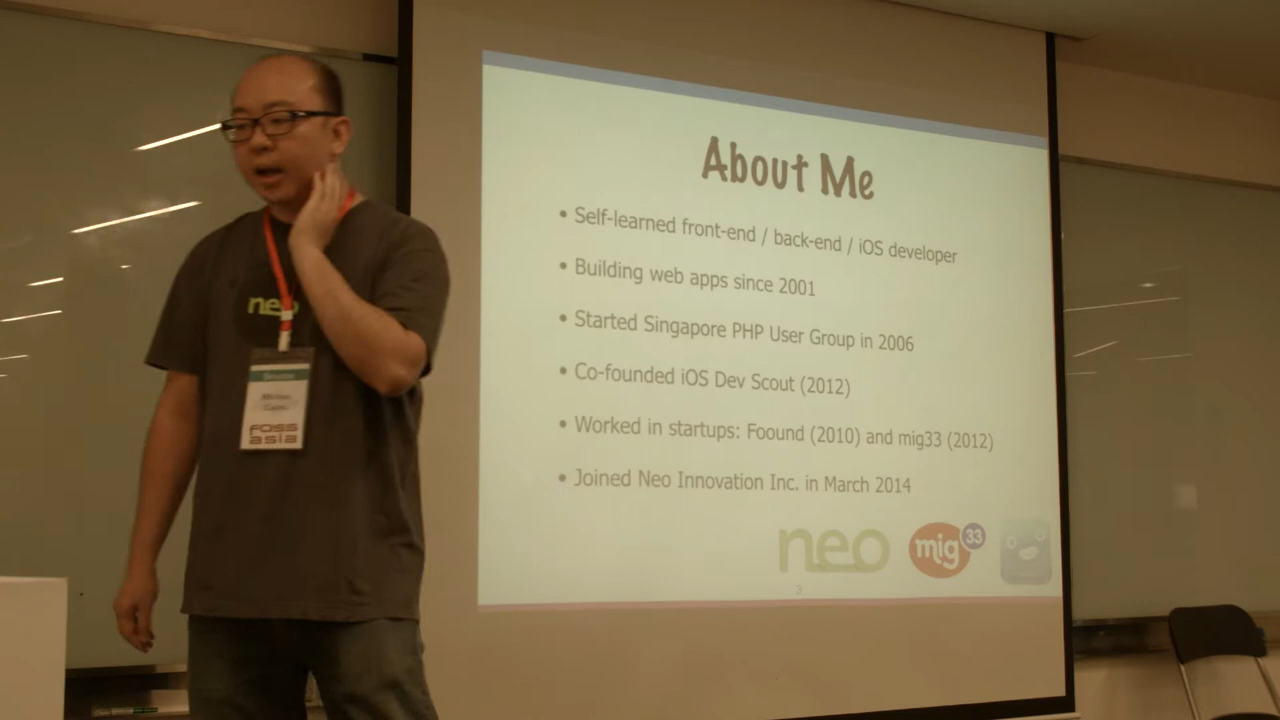 About Me
• Self-learned front-end / back-end / iOS developer
• Building web apps since 2001
• Started Singapore PHP User Group in 2006
• Co-founded iOS Dev Scout (2012)
• Worked in startups: Foound (2010) and mig33 (2012)
• Joined Neo Innovation Inc. in March 2014
neo
mig33
3
neo
FOSS
asia